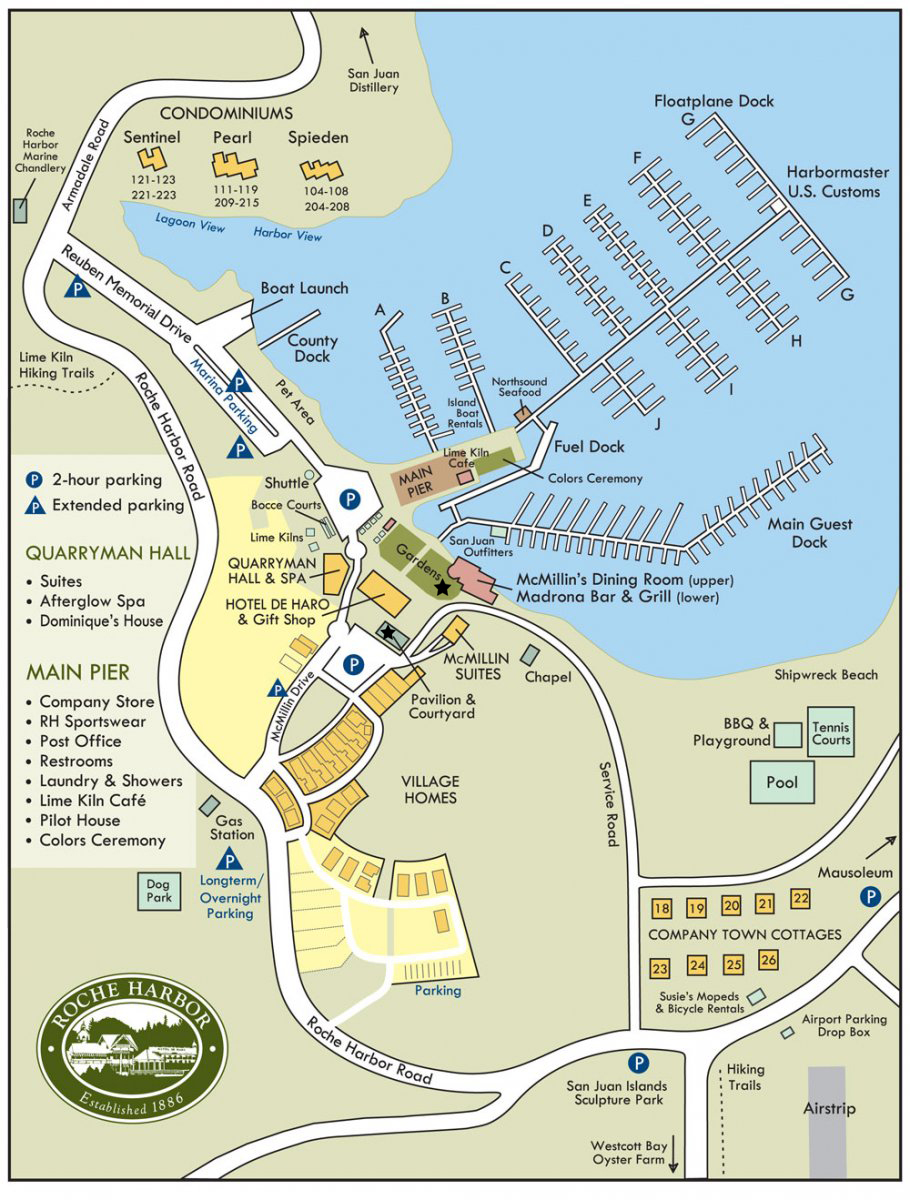 San Juan
Distillery
CONDOMINIUMS
Sentinel
121-123
221-223
Pearl
111-119
209-215
Spieden
104-108
204-208
Lagoon View
Harbor View
Roche
Harbor
Marine
Chandlery
Armadale Road
Reuben Memorial Drive
P
Boat Launch
County
Dock
Marina Parking
P
P
Pet Area
Lime Kiln
Hiking Trails
Roche Harbor Road
Floatplane Dock
G
F
E
D
C
B
A
Harbormaster
U.S. Customs
G
H
I
J
Northsound
Seafood
Island
Boat
Rentals
Fuel Dock
Lime Kiln
Cafe
MAIN
PIER
Colors Ceremony
Main Guest
Dock
San Juan
Outfitters
P 2-hour parking
P Extended parking
QUARRYMAN HALL
• Suites
• Afterglow Spa
• Dominique's House
MAIN PIER
• Company Store
• RH Sportswear
• Post Office
• Restrooms
• Laundry & Showers
• Lime Kiln Café
• Pilot House
• Colors Ceremony
Shuttle
P
Bocce Courts
Lime Kilns
Gardens
QUARRYMAN
HALL & SPA
HOTEL DE HARO
& Gift Shop
McMillin's Dining Room (upper)
Madrona Bar & Grill (lower)
McMILLIN
SUITES
Chapel
P
P
McMillin Drive
Pavilion &
Courtyard
Shipwreck Beach
BBQ &
Playground
Tennis
Courts
Pool
Service Road
VILLAGE
HOMES
Gas
Station
P
Longterm/
Overnight
Parking
Dog
Park
Parking
Mausoleum
P
18
19
20
21
22
COMPANY TOWN COTTAGES
23
24
25
26
Susie's Mopeds
& Bicycle Rentals
Airport Parking
Drop Box
Roche Harbor Road
P
San Juan Islands
Sculpture Park
Hiking
Trails
Airstrip
Westcott Bay
Oyster Farm
ROCHE HARBOR
Established 1886